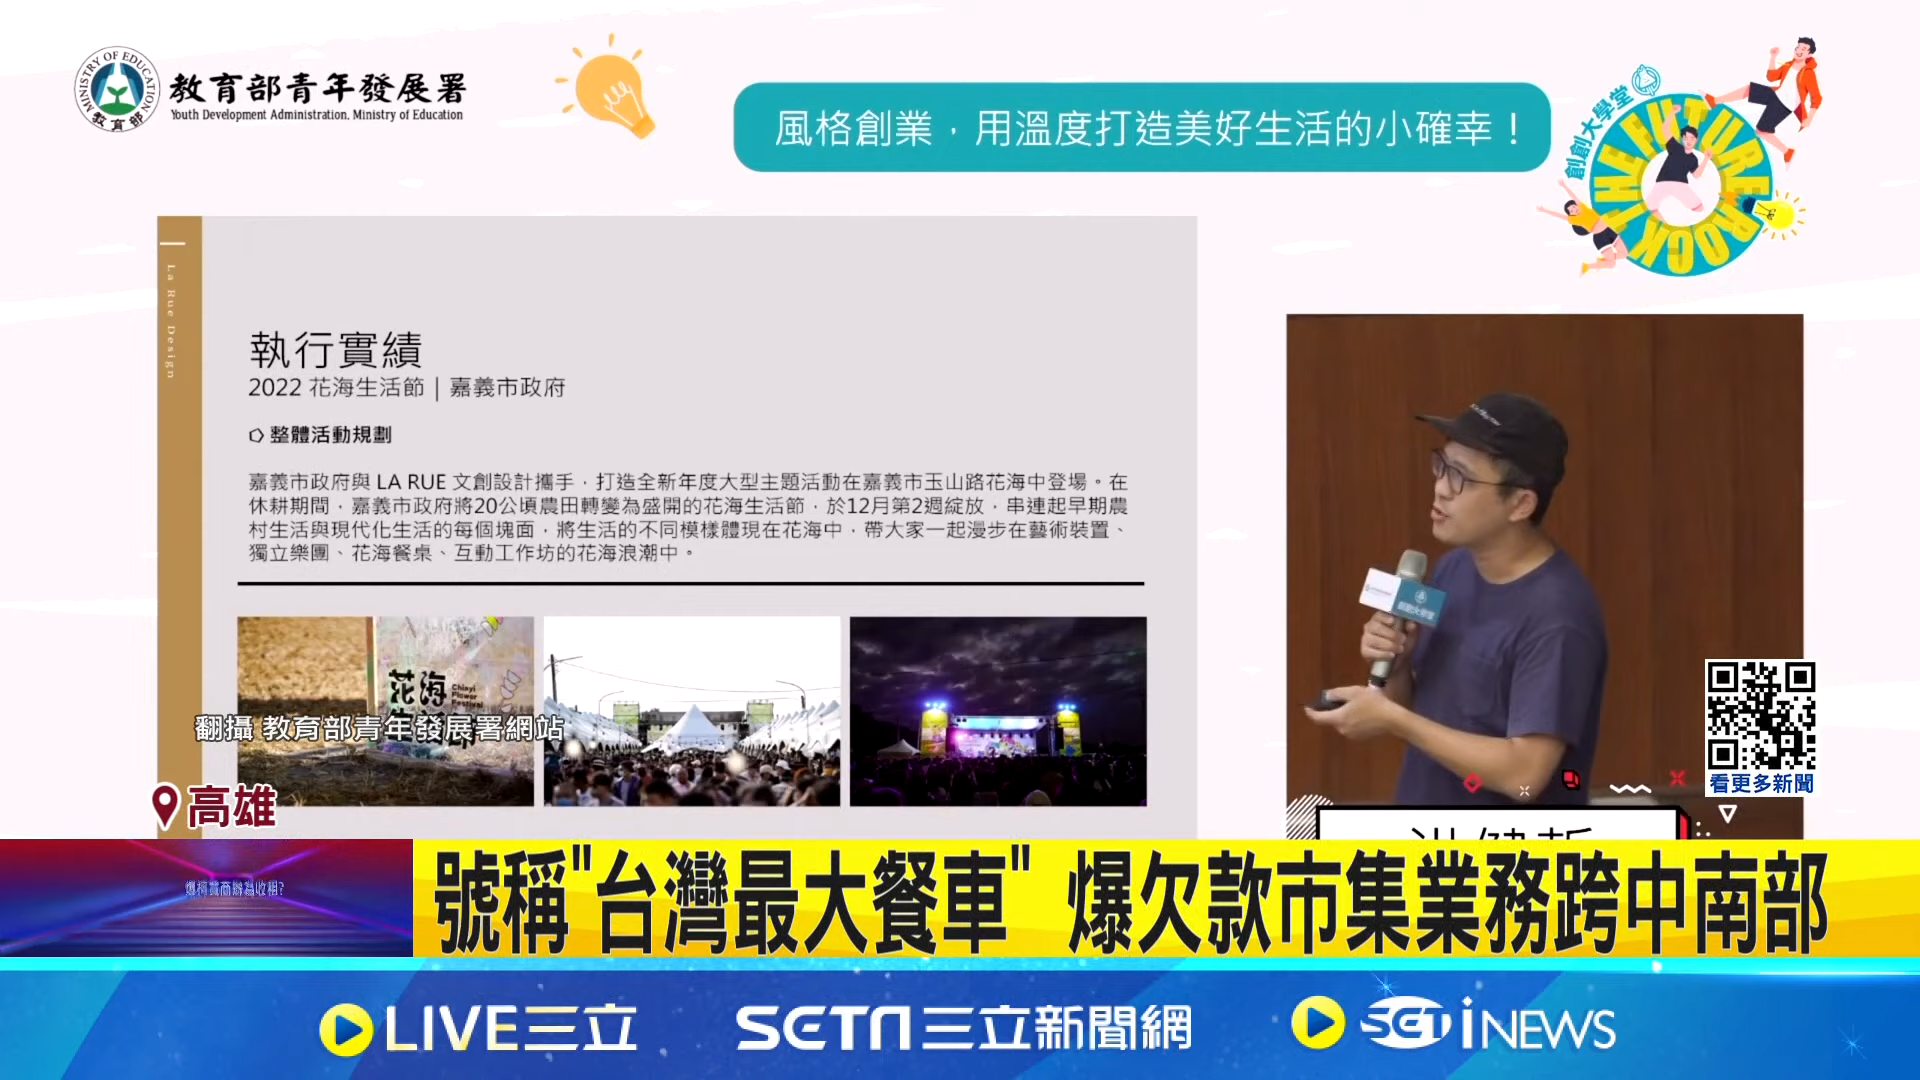 MINISTRY OF EDUCATION
教育部
教育部青年發展署
Youth Development Administration, Ministry of Education
風格創業，用溫度打造美好生活的小確幸！
創創大學堂
THE FUTURE ROCK
La Rue Design
執行實績
2022 花海生活節｜嘉義市政府
整體活動規劃
嘉義市政府與 LA RUE 文創設計攜手，打造全新年度大型主題活動在嘉義市玉山路花海中登場。在
休耕期間，嘉義市政府將20公頃農田轉變為盛開的花海生活節，於12月第2週綻放，串連起早期農
村生活與現代化生活的每個塊面，將生活的不同模樣體現在花海中，帶大家一起漫步在藝術裝置、
獨立樂團、花海餐桌、互動工作坊的花海浪潮中。
花海
Chiayi
Flower
Festival
翻攝 教育部青年發展署網站
看更多新聞
高雄
號稱"台灣最大餐車" 爆欠款市集業務跨中南部
LIVE三立
SETN三立新聞網
SET iNEWS